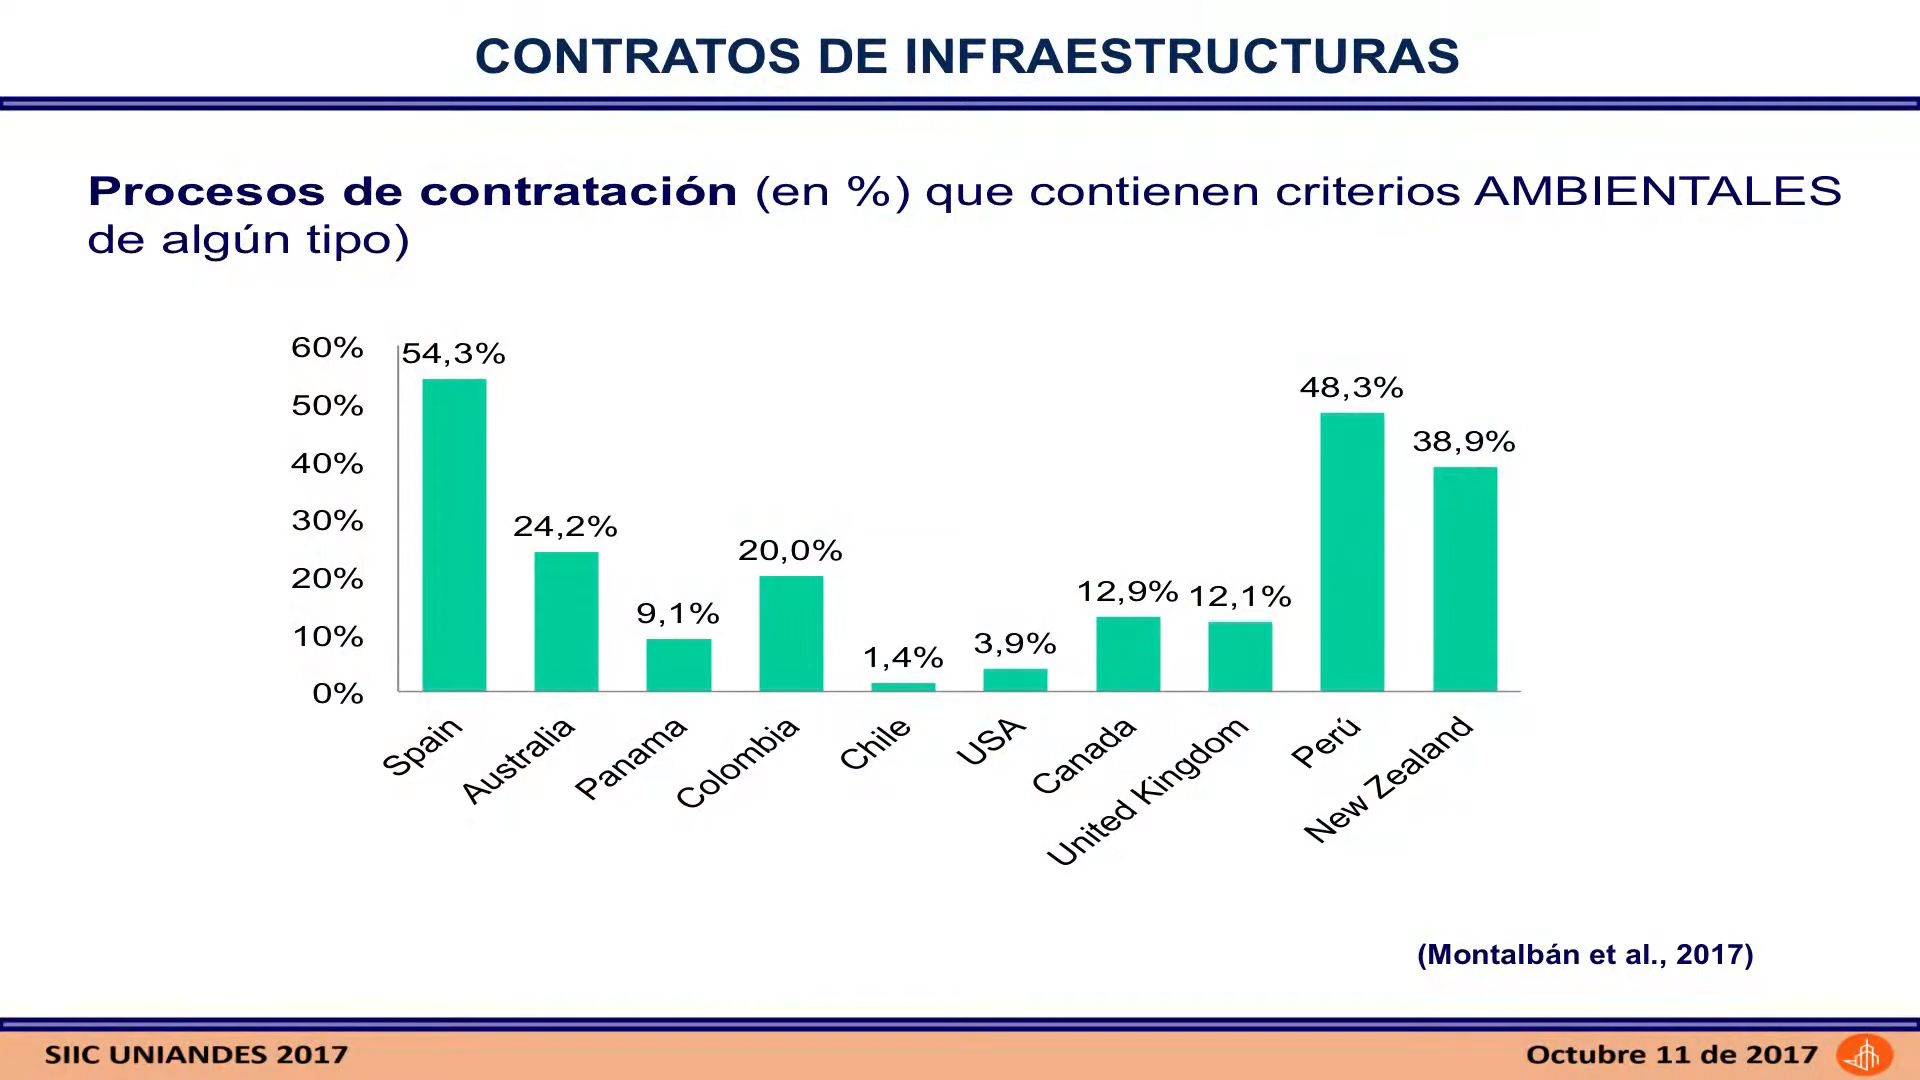 CONTRATOS DE INFRAESTRUCTURAS
Procesos de contratación (en %) que contienen criterios AMBIENTALES
de algún tipo)
60%
50%
40%
30%
20%
10%
0%
54,3%
24,2%
9,1%
20,0%
1,4%
3,9%
12,9%
12,1%
48,3%
38,9%
Spain
Australia
Panama
Colombia
Chile
USA
Canada
United Kingdom
Perú
New Zealand
(Montalbán et al., 2017)
SIIC UNIANDES 2017
Octubre 11 de 2017